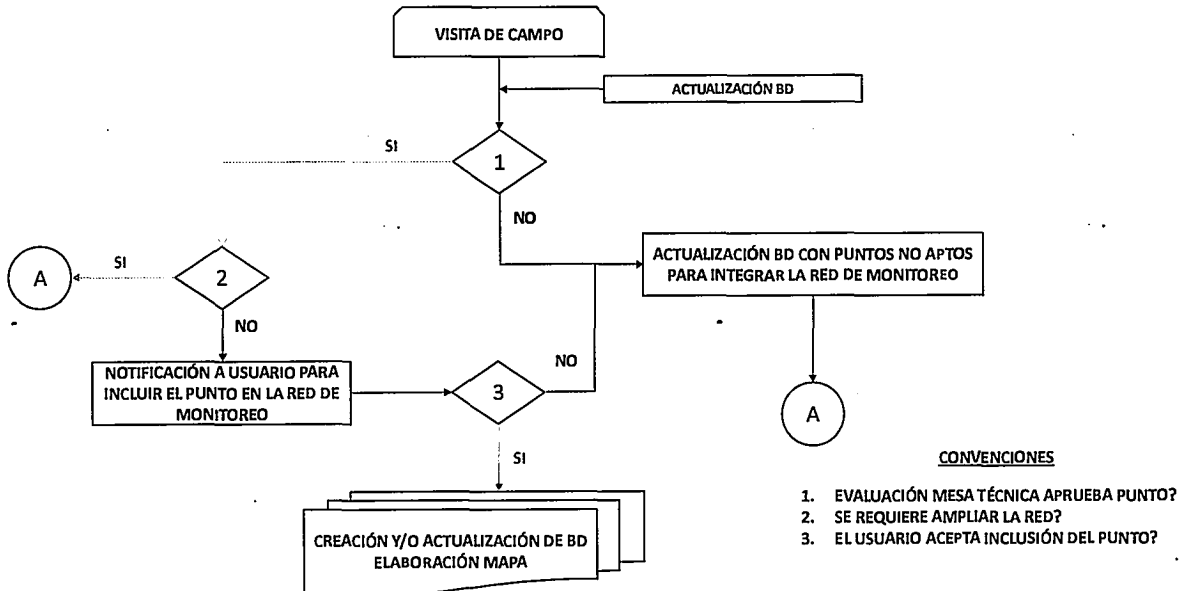 VISITA DE CAMPO
ACTUALIZACIÓN BD
SI
1
NO
ACTUALIZACIÓN BD CON PUNTOS NO APTOS
PARA INTEGRAR LA RED DE MONITOREO
A
SI
2
NO
NOTIFICACIÓN A USUARIO PARA
INCLUIR EL PUNTO EN LA RED DE
MONITOREO
3
NO
A
SI
CREACIÓN Y/O ACTUALIZACIÓN DE BD
ELABORACIÓN MAPA
CONVENCIONES
1. EVALUACIÓN MESA TÉCNICA APRUEBA PUNTO?
2. SE REQUIERE AMPLIAR LA RED?
3. EL USUARIO ACEPTA INCLUSIÓN DEL PUNTO?